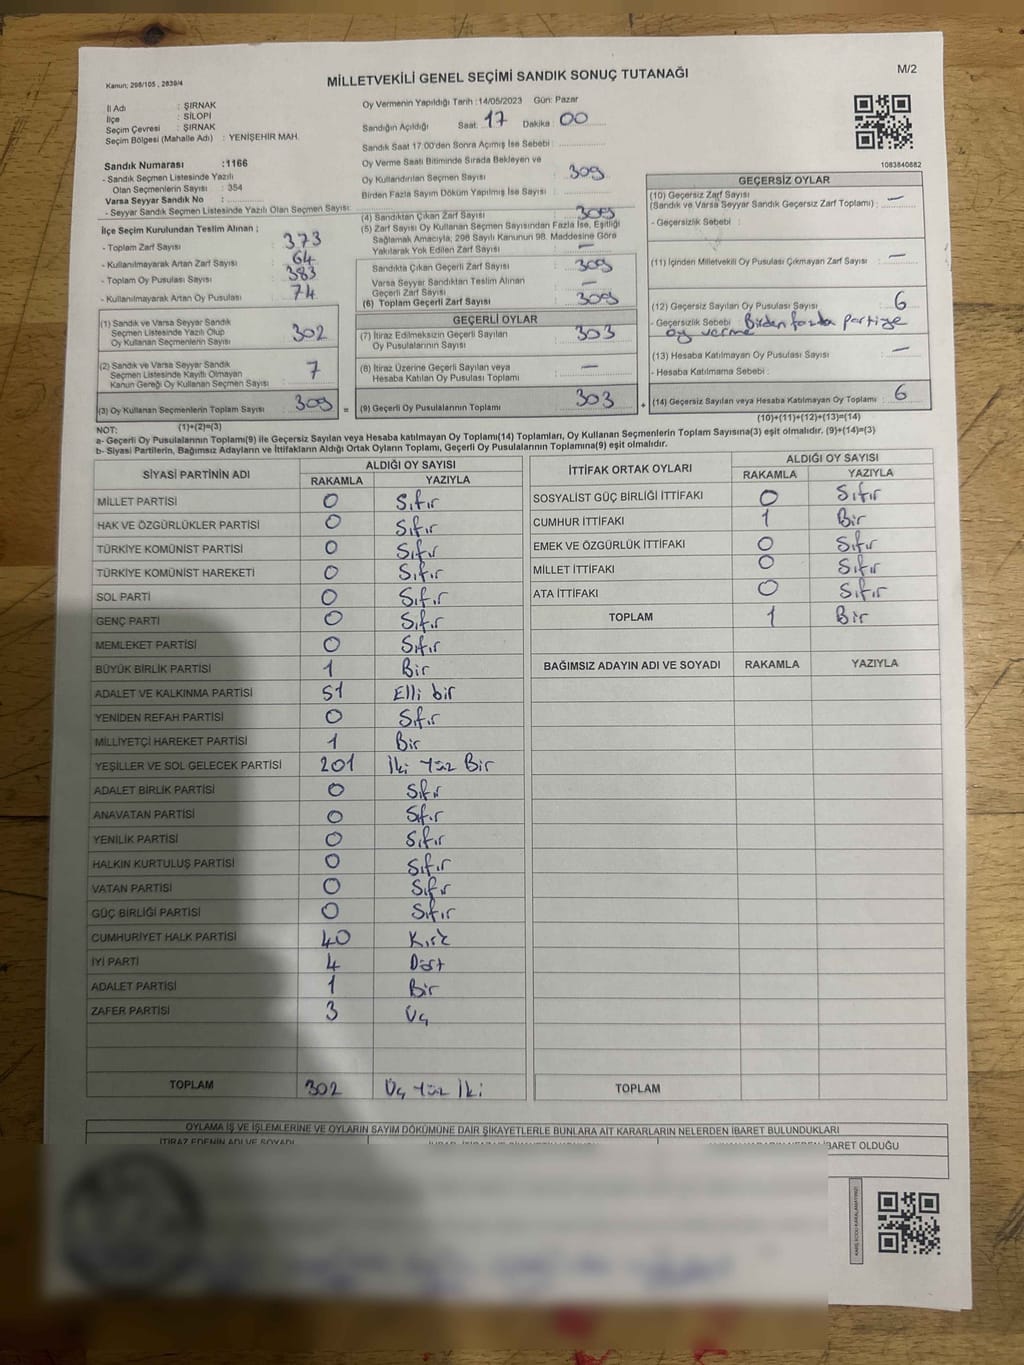 Kanun; 298/105 , 2839/4
MİLLETVEKİLİ GENEL SEÇİMİ SANDIK SONUÇ TUTANAĞI
M/2
İl Adı : ŞIRNAK
İlçe : SİLOPİ
Seçim Çevresi : ŞIRNAK
Seçim Bölgesi (Mahalle Adı) : YENİŞEHİR MAH.
Sandık Numarası :1166
- Sandık Seçmen Listesinde Yazılı
Olan Seçmenlerin Sayısı : 354
Varsa Seyyar Sandık No :
- Seyyar Sandık Seçmen Listesinde Yazılı Olan Seçmen Sayısı:
Oy Vermenin Yapıldığı Tarih :14/05/2023 Gün: Pazar
Sandığın Açıldığı Saat: 17 Dakika : 00
Sandık Saat 17:00'den Sonra Açılmış İse Sebebi :
Oy Verme Saati Bitiminde Sırada Bekleyen ve
Oy Kullandırılan Seçmen Sayısı : 309
Birden Fazla Sayım Döküm Yapılmış İse Sayısı :
1083840882
İlçe Seçim Kurulundan Teslim Alınan ;
- Toplam Zarf Sayısı : 373
- Kullanılmayarak Artan Zarf Sayısı : 64
- Toplam Oy Pusulası Sayısı : 383
- Kullanılmayarak Artan Oy Pusulası : 74
(4) Sandıktan Çıkan Zarf Sayısı : 309
(5) Zarf Sayısı Oy Kullanan Seçmen Sayısından Fazla İse, Eşitliği
Sağlamak Amacıyla, 298 Sayılı Kanunun 98. Maddesine Göre
Yakılarak Yok Edilen Zarf Sayısı : —
Sandıkta Çıkan Geçerli Zarf Sayısı : 309
Varsa Seyyar Sandıktan Teslim Alınan
Geçerli Zarf Sayısı : —
(6) Toplam Geçerli Zarf Sayısı : 309
GEÇERSİZ OYLAR
(10) Geçersiz Zarf Sayısı
(Sandık ve Varsa Seyyar Sandık Geçersiz Zarf Toplamı) : —
- Geçersizlik Sebebi :
(11) İçinden Milletvekili Oy Pusulası Çıkmayan Zarf Sayısı : —
(12) Geçersiz Sayılan Oy Pusulası Sayısı : 6
- Geçersizlik Sebebi : Birden fazla partiye
oy verme
(13) Hesaba Katılmayan Oy Pusulası Sayısı : —
- Hesaba Katılmama Sebebi :
(14) Geçersiz Sayılan veya Hesaba Katılmayan Oy Toplamı : 6
(10)+(11)+(12)+(13)=(14)
(1) Sandık ve Varsa Seyyar Sandık
Seçmen Listesinde Yazılı Olup
Oy Kullanan Seçmenlerin Sayısı : 302
(2) Sandık ve Varsa Seyyar Sandık
Seçmen Listesinde Kayıtlı Olmayan
Kanun Gereği Oy Kullanan Seçmen Sayısı : 7
(3) Oy Kullanan Seçmenlerin Toplam Sayısı : 309 =
GEÇERLİ OYLAR
(7) İtiraz Edilmeksizin Geçerli Sayılan
Oy Pusulalarının Sayısı : 303
(8) İtiraz Üzerine Geçerli Sayılan veya
Hesaba Katılan Oy Pusulası Toplamı : —
(9) Geçerli Oy Pusulalarının Toplamı : 303 +
NOT: (1)+(2)=(3)
a- Geçerli Oy Pusulalarının Toplamı(9) ile Geçersiz Sayılan veya Hesaba katılmayan Oy Toplamı(14) Toplamları, Oy Kullanan Seçmenlerin Toplam Sayısına(3) eşit olmalıdır. (9)+(14)=(3)
b- Siyasi Partilerin, Bağımsız Adayların ve İttifakların Aldığı Ortak Oyların Toplamı, Geçerli Oy Pusulalarının Toplamına(9) eşit olmalıdır.
SİYASİ PARTİNİN ADI ALDIĞI OY SAYISI
RAKAMLA YAZIYLA
MİLLET PARTİSİ 0 Sıfır
HAK VE ÖZGÜRLÜKLER PARTİSİ 0 Sıfır
TÜRKİYE KOMÜNİST PARTİSİ 0 Sıfır
TÜRKİYE KOMÜNİST HAREKETİ 0 Sıfır
SOL PARTİ 0 Sıfır
GENÇ PARTİ 0 Sıfır
MEMLEKET PARTİSİ 0 Sıfır
BÜYÜK BİRLİK PARTİSİ 1 Bir
ADALET VE KALKINMA PARTİSİ 51 Elli bir
YENİDEN REFAH PARTİSİ 0 Sıfır
MİLLİYETÇİ HAREKET PARTİSİ 1 Bir
YEŞİLLER VE SOL GELECEK PARTİSİ 201 İki Yüz Bir
ADALET BİRLİK PARTİSİ 0 Sıfır
ANAVATAN PARTİSİ 0 Sıfır
YENİLİK PARTİSİ 0 Sıfır
HALKIN KURTULUŞ PARTİSİ 0 Sıfır
VATAN PARTİSİ 0 Sıfır
GÜÇ BİRLİĞİ PARTİSİ 0 Sıfır
CUMHURİYET HALK PARTİSİ 40 Kırk
İYİ PARTİ 4 Dört
ADALET PARTİSİ 1 Bir
ZAFER PARTİSİ 3 Üç
TOPLAM 302 Üç Yüz İki
İTTİFAK ORTAK OYLARI ALDIĞI OY SAYISI
RAKAMLA YAZIYLA
SOSYALİST GÜÇ BİRLİĞİ İTTİFAKI 0 Sıfır
CUMHUR İTTİFAKI 1 Bir
EMEK VE ÖZGÜRLÜK İTTİFAKI 0 Sıfır
MİLLET İTTİFAKI 0 Sıfır
ATA İTTİFAKI 0 Sıfır
TOPLAM 1 Bir
BAĞIMSIZ ADAYIN ADI VE SOYADI RAKAMLA YAZIYLA
TOPLAM
OYLAMA İŞ VE İŞLEMLERİNE VE OYLARIN SAYIM DÖKÜMÜNE DAİR ŞİKAYETLERLE BUNLARA AİT KARARLARIN NELERDEN İBARET BULUNDUKLARI
İTİRAZ EDENİN ADI VE SOYADI
İBARET OLDUĞU